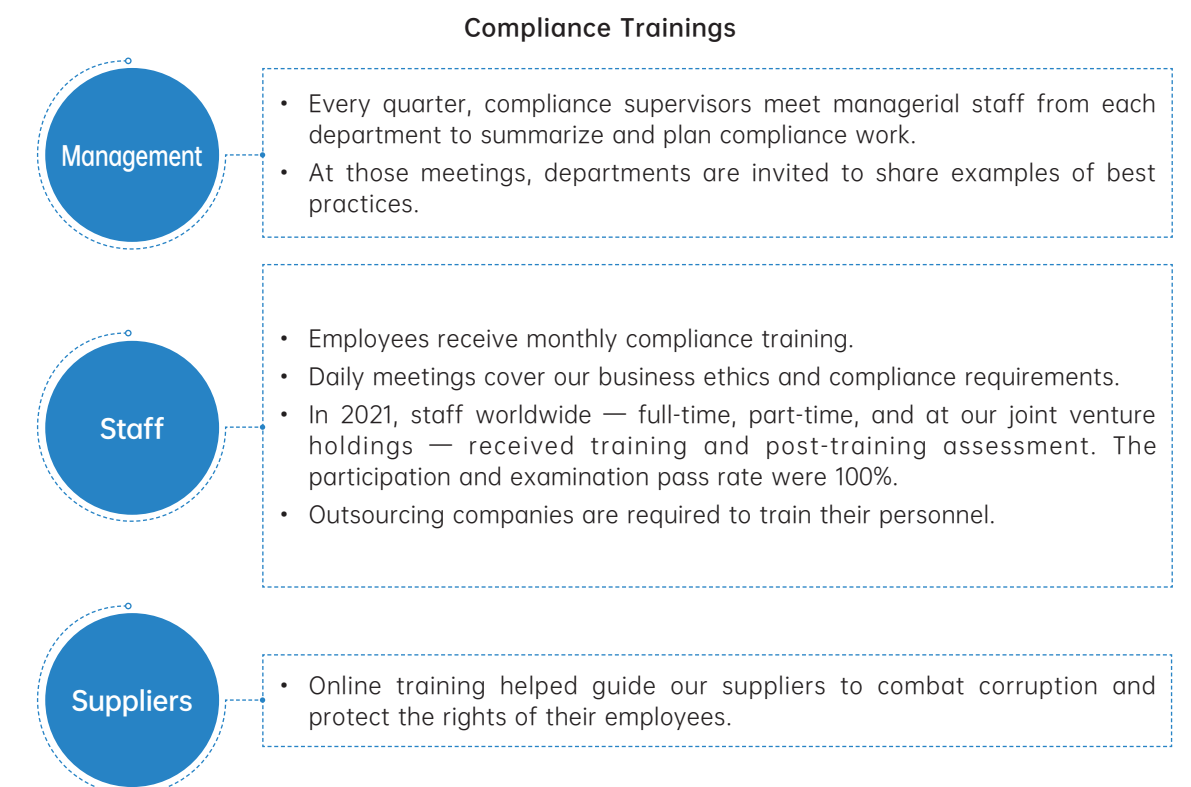 Compliance Trainings
Management
• Every quarter, compliance supervisors meet managerial staff from each
department to summarize and plan compliance work.
• At those meetings, departments are invited to share examples of best
practices.
Staff
• Employees receive monthly compliance training.
• Daily meetings cover our business ethics and compliance requirements.
• In 2021, staff worldwide — full-time, part-time, and at our joint venture
holdings — received training and post-training assessment. The
participation and examination pass rate were 100%.
• Outsourcing companies are required to train their personnel.
Suppliers
• Online training helped guide our suppliers to combat corruption and
protect the rights of their employees.